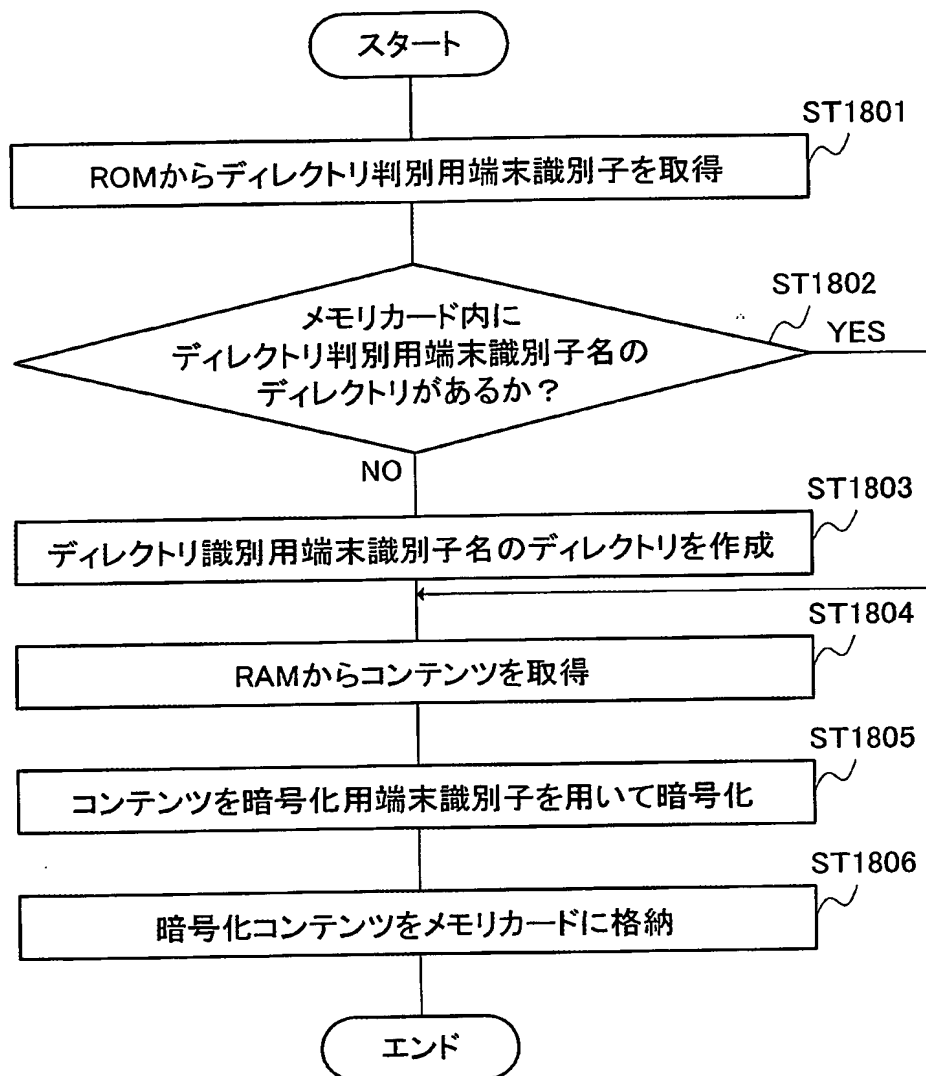 スタート
ST1801
ROMからディレクトリ判別用端末識別子を取得
ST1802
メモリカード内に
ディレクトリ判別用端末識別子名の
ディレクトリがあるか？
YES
NO
ST1803
ディレクトリ識別用端末識別子名のディレクトリを作成
ST1804
RAMからコンテンツを取得
ST1805
コンテンツを暗号化用端末識別子を用いて暗号化
ST1806
暗号化コンテンツをメモリカードに格納
エンド